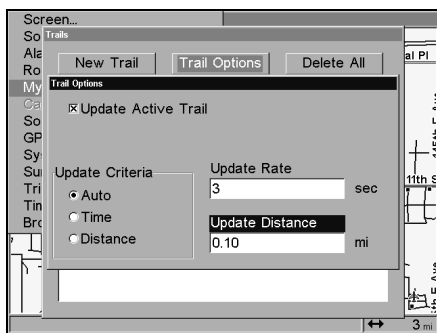 Screen...
So
Trails
Ala
Ro
New Trail
Trail Options
Delete All
al Pl
My
Trail Options
Ca
Update Active Trail
So
GP
Sy
Su
Update Criteria
Update Rate
Tri
Auto
3
sec
11th S
Tin
Time
Update Distance
Bro
Distance
0.10
mi
3 mi